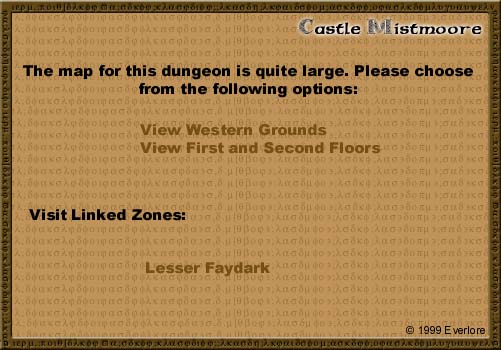 Castle Mistmoore
The map for this dungeon is quite large. Please choose
from the following options:
View Western Grounds
View First and Second Floors
Visit Linked Zones:
Lesser Faydark
© 1999 Everlore